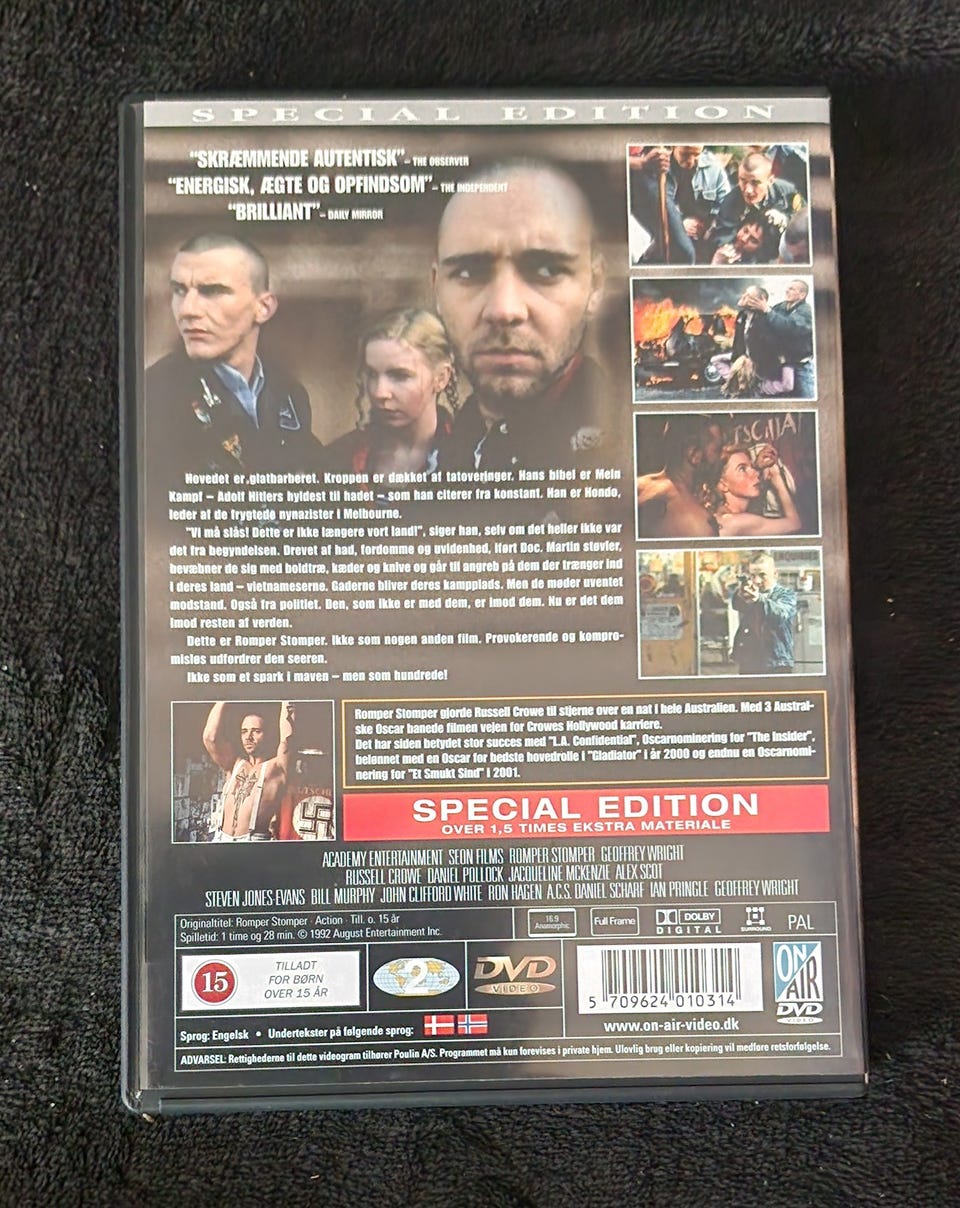 SPECIAL EDITION
"SKRÆMMENDE AUTENTISK" – THE OBSERVER
"ENERGISK, ÆGTE OG OPFINDSOM" – THE INDEPENDENT
"BRILLIANT" – DAILY MIRROR
Hovedet er glatbarberet. Kroppen er dækket af tatoveringer. Hans bibel er Mein
Kampf – Adolf Hitlers hyldest til hadet – som han citerer fra konstant. Han er Hondo,
leder af de frygtede nynazister i Melbourne.
"Vi må slås! Dette er ikke længere vort land!", siger han, selv om det heller ikke var
det fra begyndelsen. Drevet af had, fordomme og uvidenhed, iført Doc. Martin støvler,
bevæbner de sig med boldtræ, kæder og knive og går til angreb på dem der trænger ind
i deres land – vietnameserne. Gaderne bliver deres kampplads. Men de møder uventet
modstand. Også fra politiet. Den, som ikke er med dem, er imod dem. Nu er det dem
imod resten af verden.
Dette er Romper Stomper. Ikke som nogen anden film. Provokerende og kompro-
misløs udfordrer den seeren.
Ikke som et spark i maven – men som hundrede!
Romper Stomper gjorde Russell Crowe til stjerne over en nat i hele Australien. Med 3 Austral-
ske Oscar banede filmen vejen for Crowes Hollywood karriere.
Det har siden betydet stor succes med "L.A. Confidential", Oscarnominering for "The Insider",
belønnet med en Oscar for bedste hovedrolle i "Gladiator" i år 2000 og endnu en Oscarnomi-
nering for "Et Smukt Sind" i 2001.
SPECIAL EDITION
OVER 1,5 TIMES EKSTRA MATERIALE
ACADEMY ENTERTAINMENT SEON FILMS ROMPER STOMPER GEOFFREY WRIGHT
RUSSELL CROWE DANIEL POLLOCK JACQUELINE MCKENZIE ALEX SCOT
STEVEN JONES-EVANS BILL MURPHY JOHN CLIFFORD WHITE RON HAGEN A.C.S. DANIEL SCHARF IAN PRINGLE GEOFFREY WRIGHT
Originaltitel: Romper Stomper · Action · Till. o. 15 år
Spilletid: 1 time og 28 min. © 1992 August Entertainment Inc.
16:9
Anamorphic
Full Frame
DOLBY
DIGITAL
SURROUND
PAL
15
TILLADT
FOR BØRN
OVER 15 ÅR
2
DVD
VIDEO
5 709624 010314
www.on-air-video.dk
ON
AIR
DVD
VIDEO
Sprog: Engelsk • Undertekster på følgende sprog:
ADVARSEL: Rettighederne til dette videogram tilhører Poulin A/S. Programmet må kun forevises i private hjem. Ulovlig brug eller kopiering vil medføre retsforfølgelse.